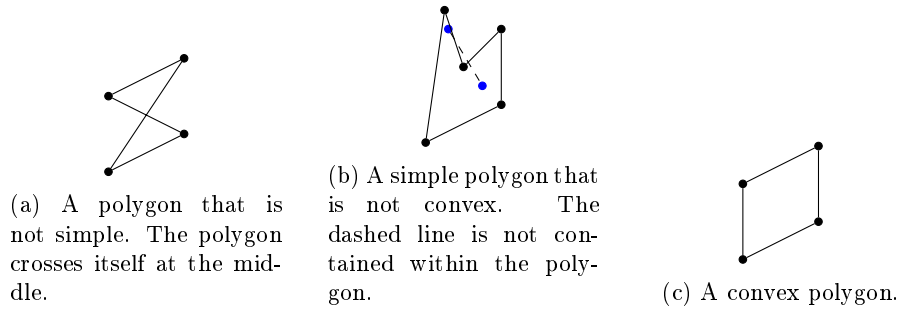 (a) A polygon that is
not simple. The polygon
crosses itself at the mid-
dle.
(b) A simple polygon that
is not convex. The
dashed line is not con-
tained within the poly-
gon.
(c) A convex polygon.